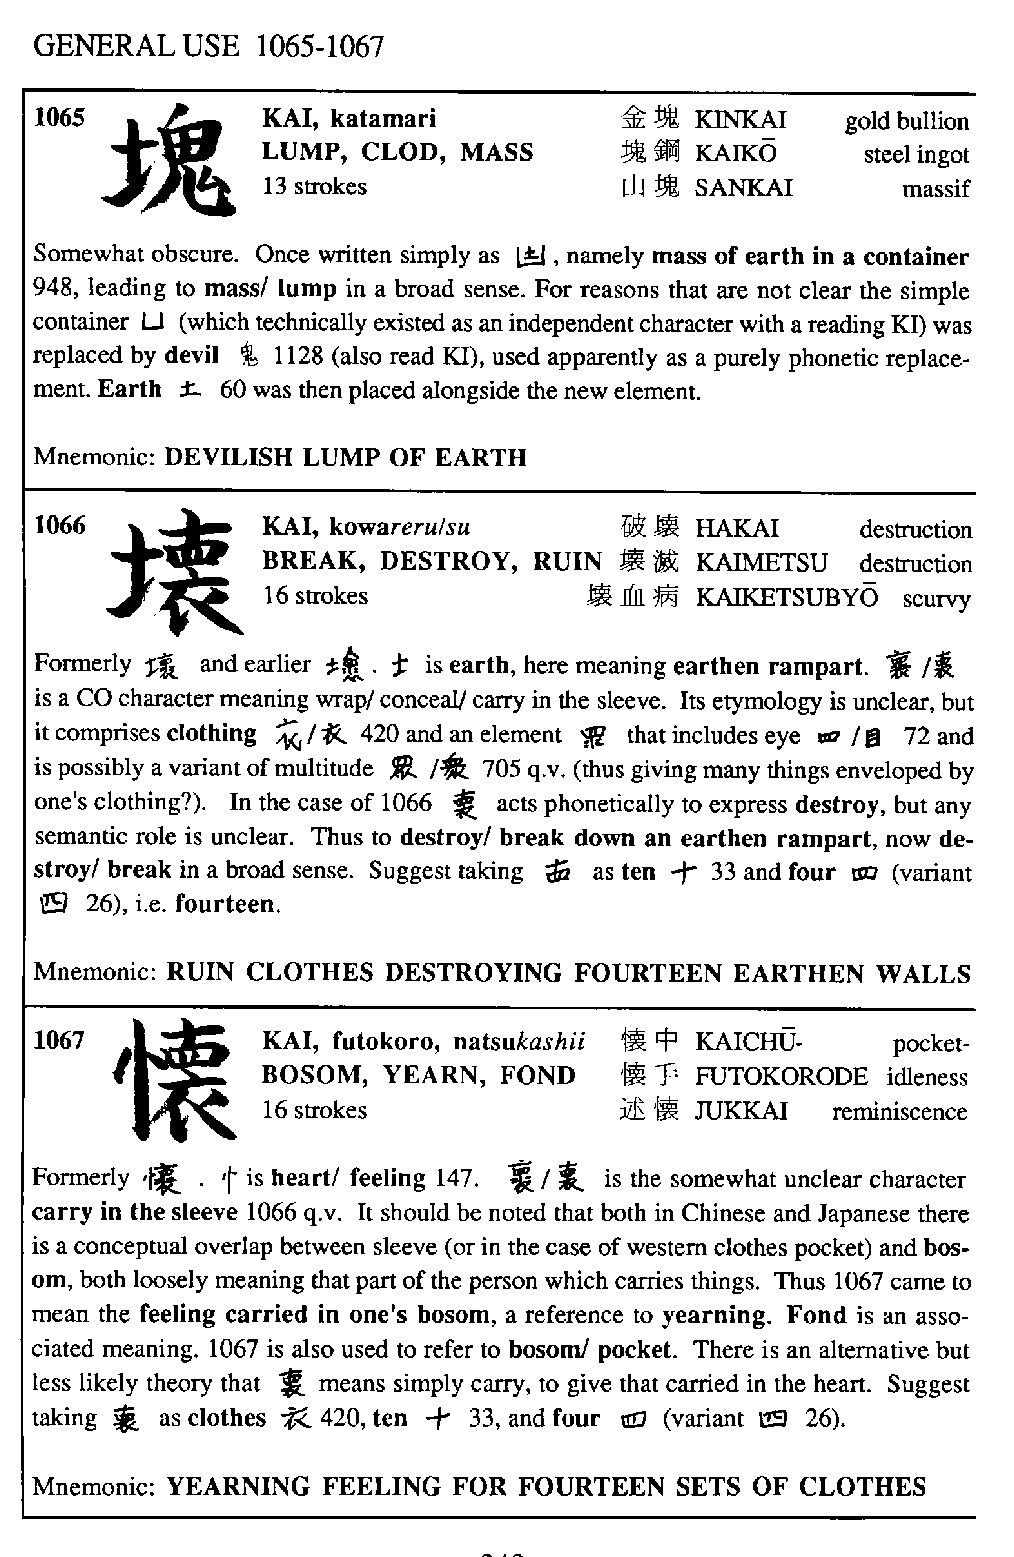 GENERAL USE 1065-1067
1065 塊 KAI, katamari 金塊 KINKAI gold bullion
LUMP, CLOD, MASS 塊鋼 KAIKŌ steel ingot
13 strokes 山塊 SANKAI massif
Somewhat obscure. Once written simply as , namely mass of earth in a container
948, leading to mass/ lump in a broad sense. For reasons that are not clear the simple
container 凵 (which technically existed as an independent character with a reading KI) was
replaced by devil 鬼 1128 (also read KI), used apparently as a purely phonetic replace-
ment. Earth 土 60 was then placed alongside the new element.
Mnemonic: DEVILISH LUMP OF EARTH
1066 壊 KAI, kowareru/su 破壊 HAKAI destruction
BREAK, DESTROY, RUIN 壊滅 KAIMETSU destruction
16 strokes 壊血病 KAIKETSUBYŌ scurvy
Formerly 壞 and earlier . 土 is earth, here meaning earthen rampart. /
is a CO character meaning wrap/ conceal/ carry in the sleeve. Its etymology is unclear, but
it comprises clothing /衣 420 and an element that includes eye /目 72 and
is possibly a variant of multitude /衆 705 q.v. (thus giving many things enveloped by
one's clothing?). In the case of 1066 acts phonetically to express destroy, but any
semantic role is unclear. Thus to destroy/ break down an earthen rampart, now de-
stroy/ break in a broad sense. Suggest taking as ten 十 33 and four (variant
四 26), i.e. fourteen.
Mnemonic: RUIN CLOTHES DESTROYING FOURTEEN EARTHEN WALLS
1067 懐 KAI, futokoro, natsukashii 懐中 KAICHŪ- pocket-
BOSOM, YEARN, FOND 懐手 FUTOKORODE idleness
16 strokes 述懐 JUKKAI reminiscence
Formerly 懷 . 忄 is heart/ feeling 147. / is the somewhat unclear character
carry in the sleeve 1066 q.v. It should be noted that both in Chinese and Japanese there
is a conceptual overlap between sleeve (or in the case of western clothes pocket) and bos-
om, both loosely meaning that part of the person which carries things. Thus 1067 came to
mean the feeling carried in one's bosom, a reference to yearning. Fond is an asso-
ciated meaning. 1067 is also used to refer to bosom/ pocket. There is an alternative but
less likely theory that means simply carry, to give that carried in the heart. Suggest
taking as clothes 衣 420, ten 十 33, and four (variant 四 26).
Mnemonic: YEARNING FEELING FOR FOURTEEN SETS OF CLOTHES